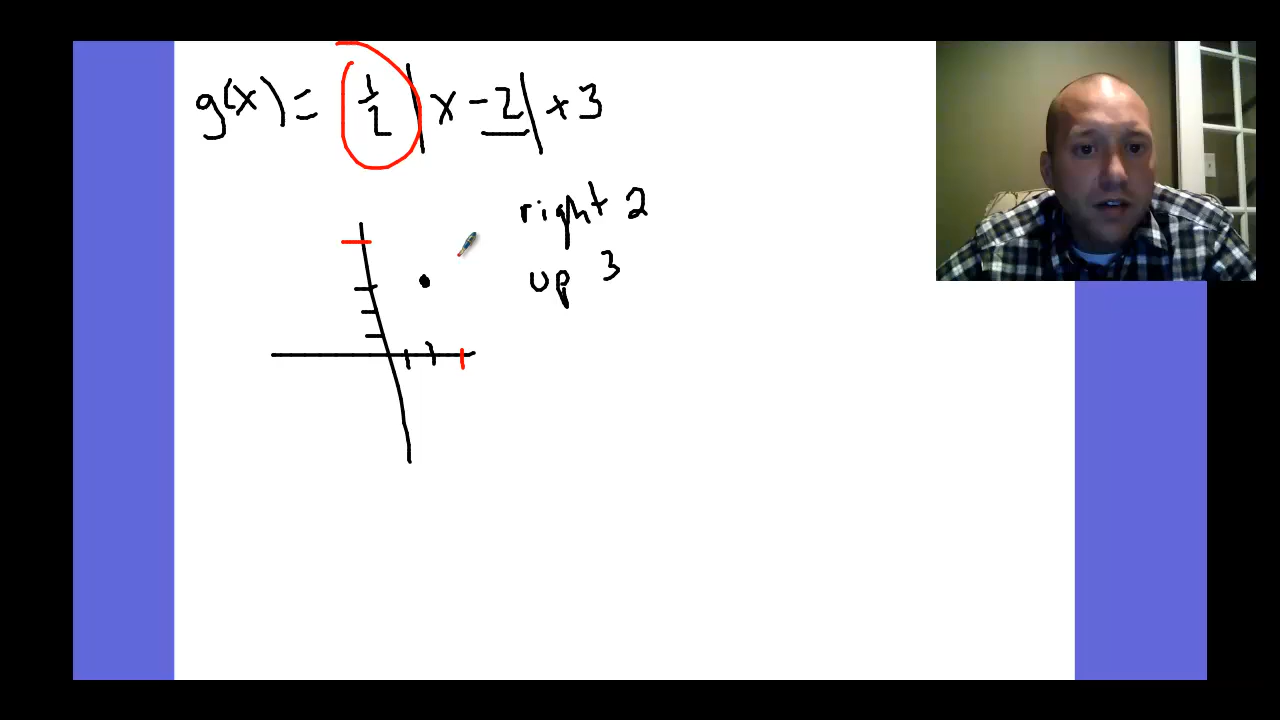 g(x) = 1/2 |x - 2| + 3
right 2
up 3